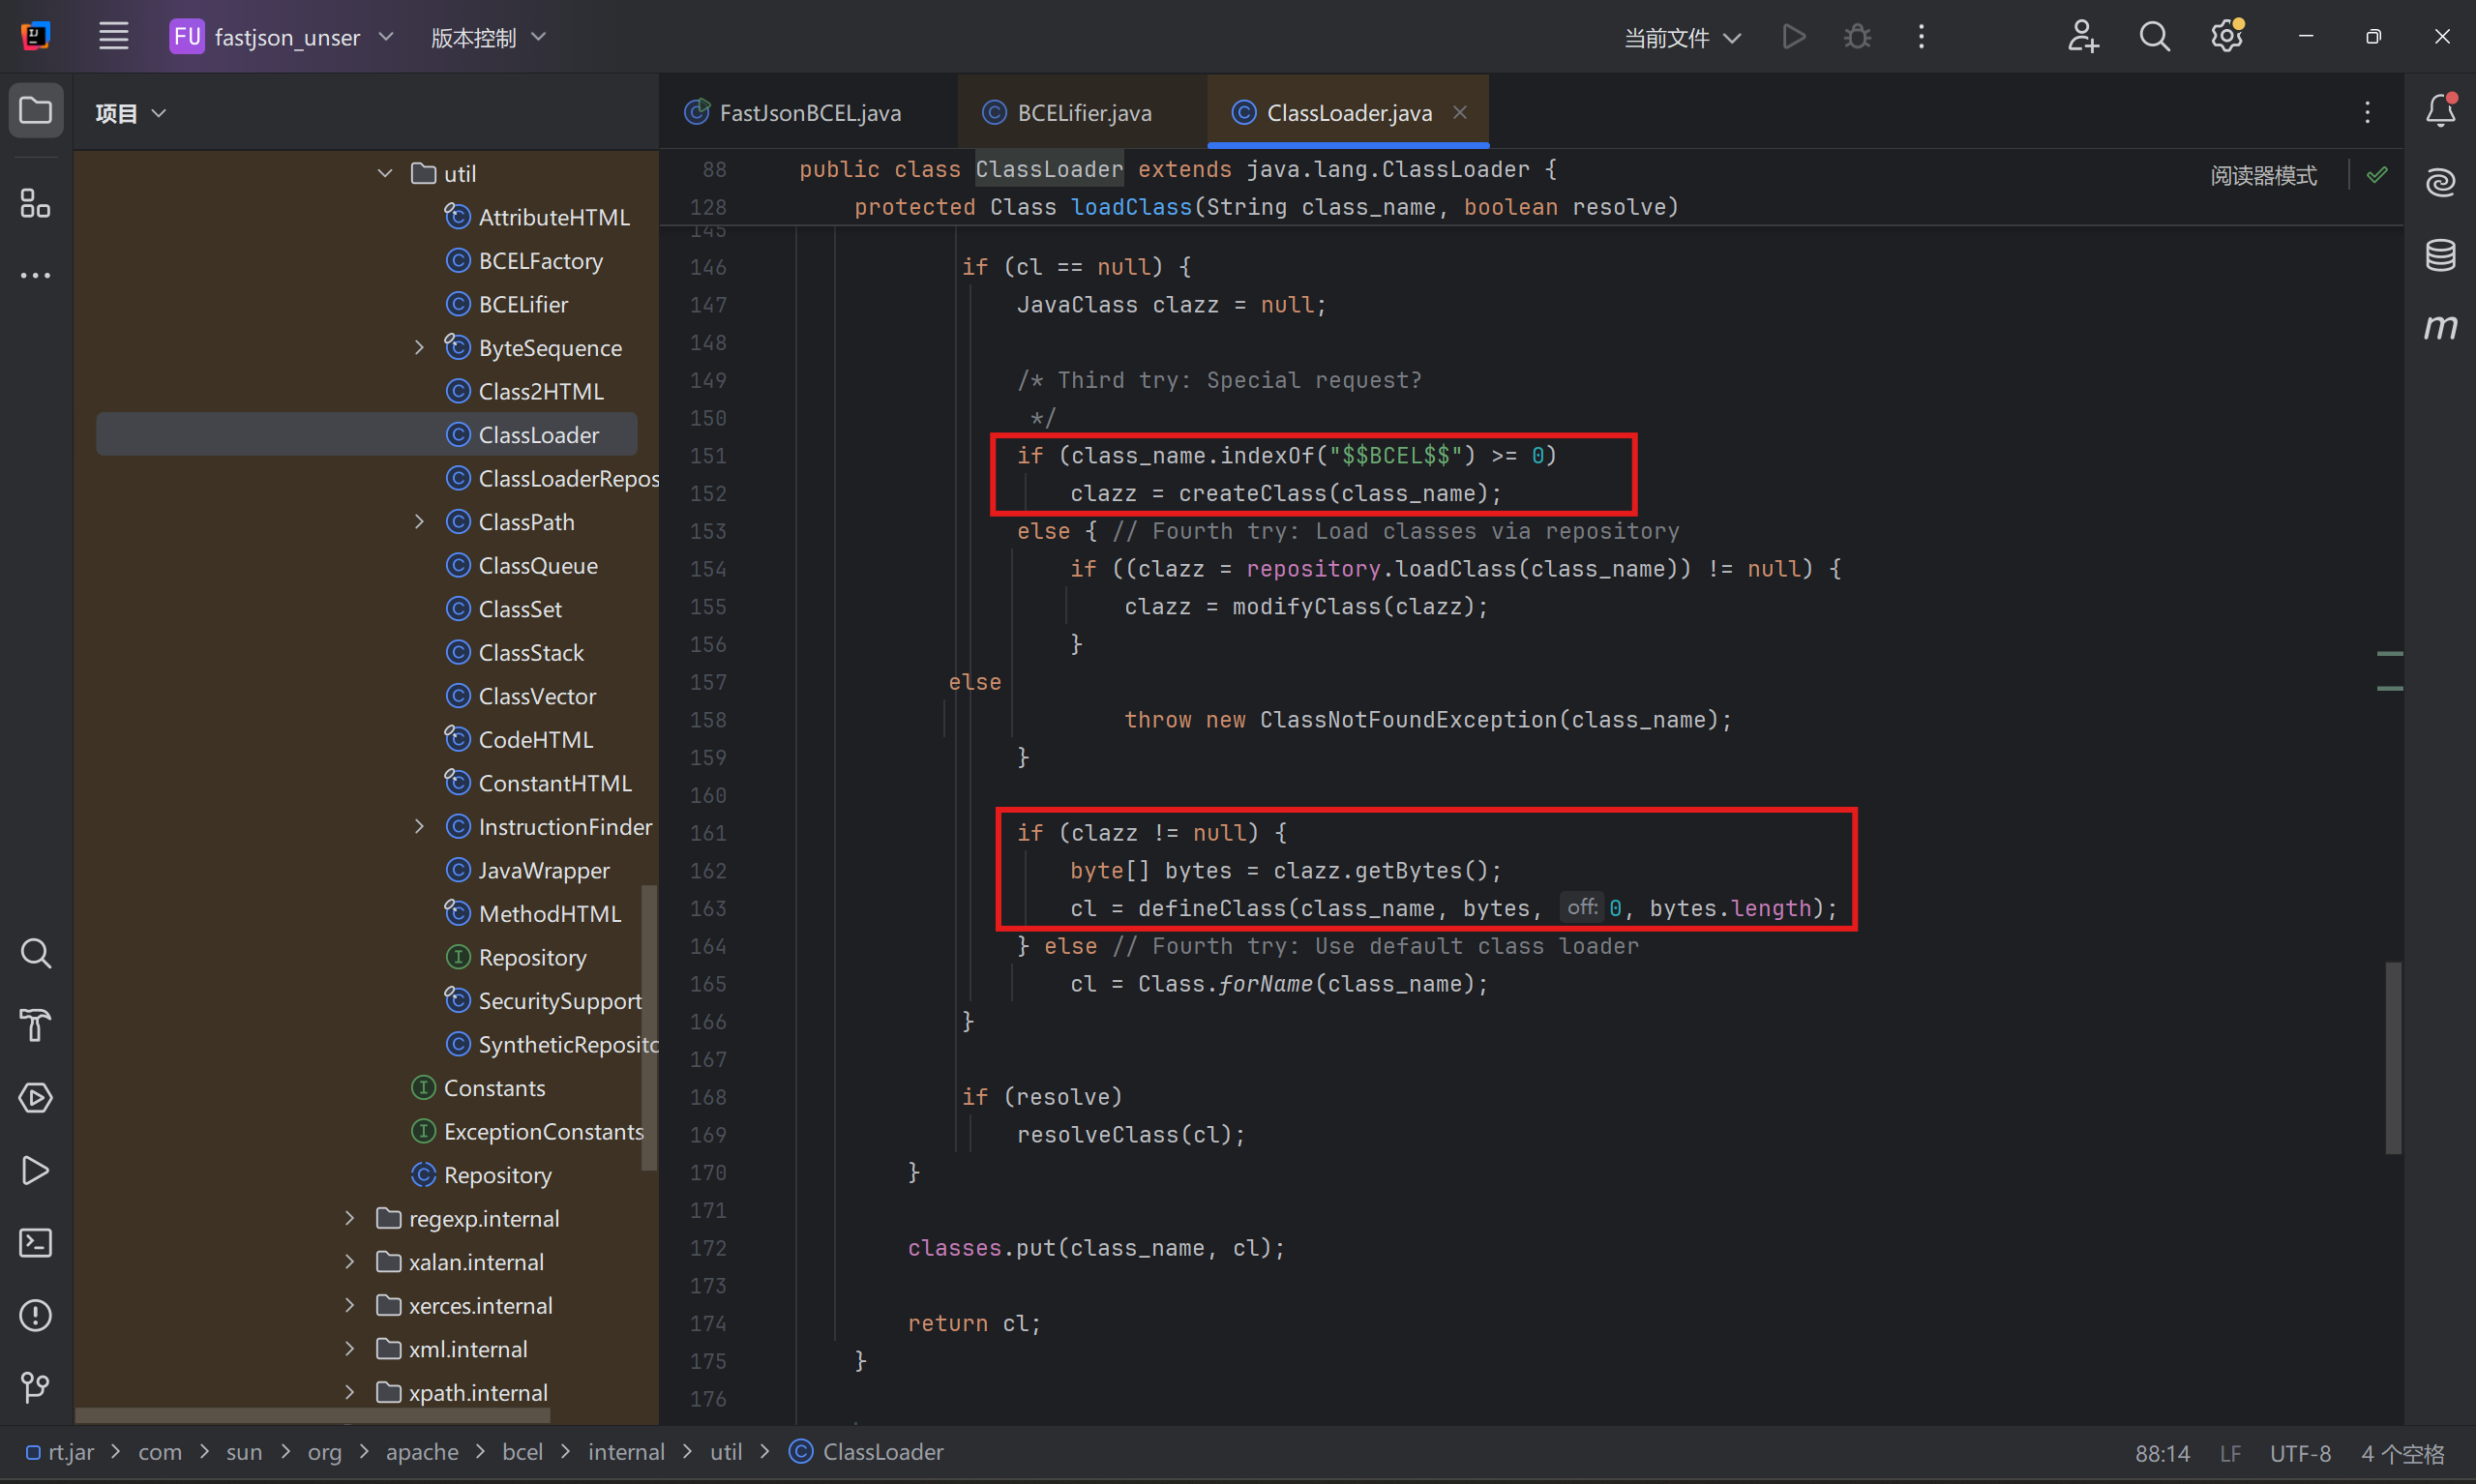 FU fastjson_unser 版本控制 当前文件
项目
FastJsonBCEL.java BCELifier.java ClassLoader.java
util
AttributeHTML
BCELFactory
BCELifier
ByteSequence
Class2HTML
ClassLoader
ClassLoaderRepos
ClassPath
ClassQueue
ClassSet
ClassStack
ClassVector
CodeHTML
ConstantHTML
InstructionFinder
JavaWrapper
MethodHTML
Repository
SecuritySupport
SyntheticReposito
Constants
ExceptionConstants
Repository
regexp.internal
xalan.internal
xerces.internal
xml.internal
xpath.internal
阅读器模式
88 public class ClassLoader extends java.lang.ClassLoader {
128 protected Class loadClass(String class_name, boolean resolve)
145
146 if (cl == null) {
147 JavaClass clazz = null;
148
149 /* Third try: Special request?
150 */
151 if (class_name.indexOf("$$BCEL$$") >= 0)
152 clazz = createClass(class_name);
153 else { // Fourth try: Load classes via repository
154 if ((clazz = repository.loadClass(class_name)) != null) {
155 clazz = modifyClass(clazz);
156 }
157 else
158 throw new ClassNotFoundException(class_name);
159 }
160
161 if (clazz != null) {
162 byte[] bytes = clazz.getBytes();
163 cl = defineClass(class_name, bytes, off: 0, bytes.length);
164 } else // Fourth try: Use default class loader
165 cl = Class.forName(class_name);
166 }
167
168 if (resolve)
169 resolveClass(cl);
170 }
171
172 classes.put(class_name, cl);
173
174 return cl;
175 }
176
m
rt.jar > com > sun > org > apache > bcel > internal > util > ClassLoader
88:14 LF UTF-8 4 个空格